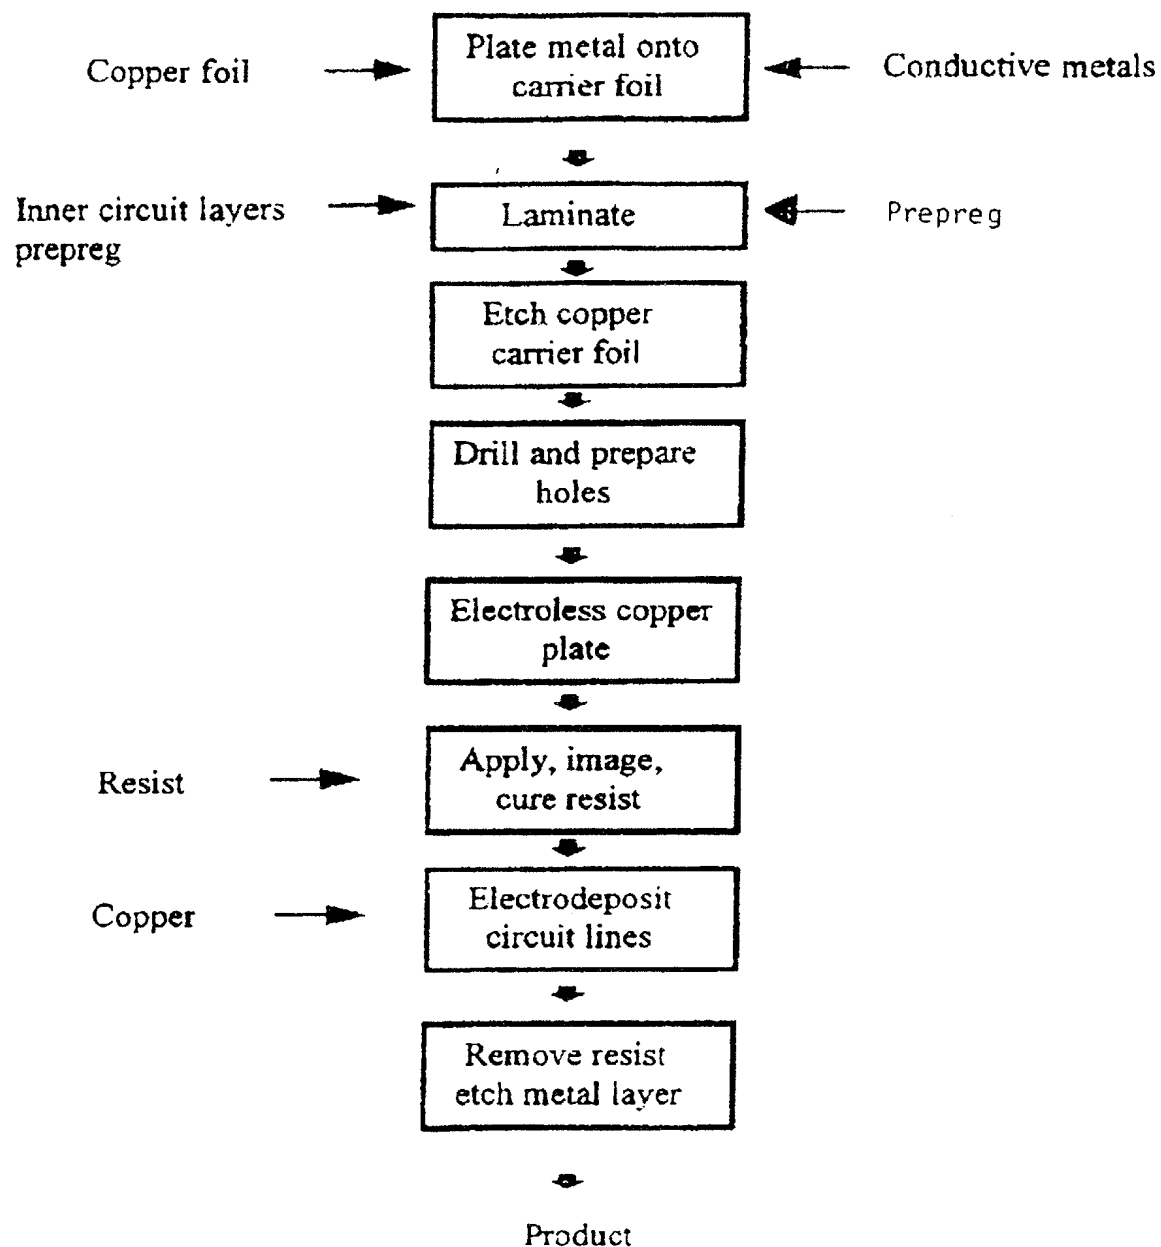 Copper foil
Plate metal onto
carrier foil
Conductive metals
Inner circuit layers
prepreg
Laminate
Prepreg
Etch copper
carrier foil
Drill and prepare
holes
Electroless copper
plate
Resist
Apply, image,
cure resist
Copper
Electrodeposit
circuit lines
Remove resist
etch metal layer
Product